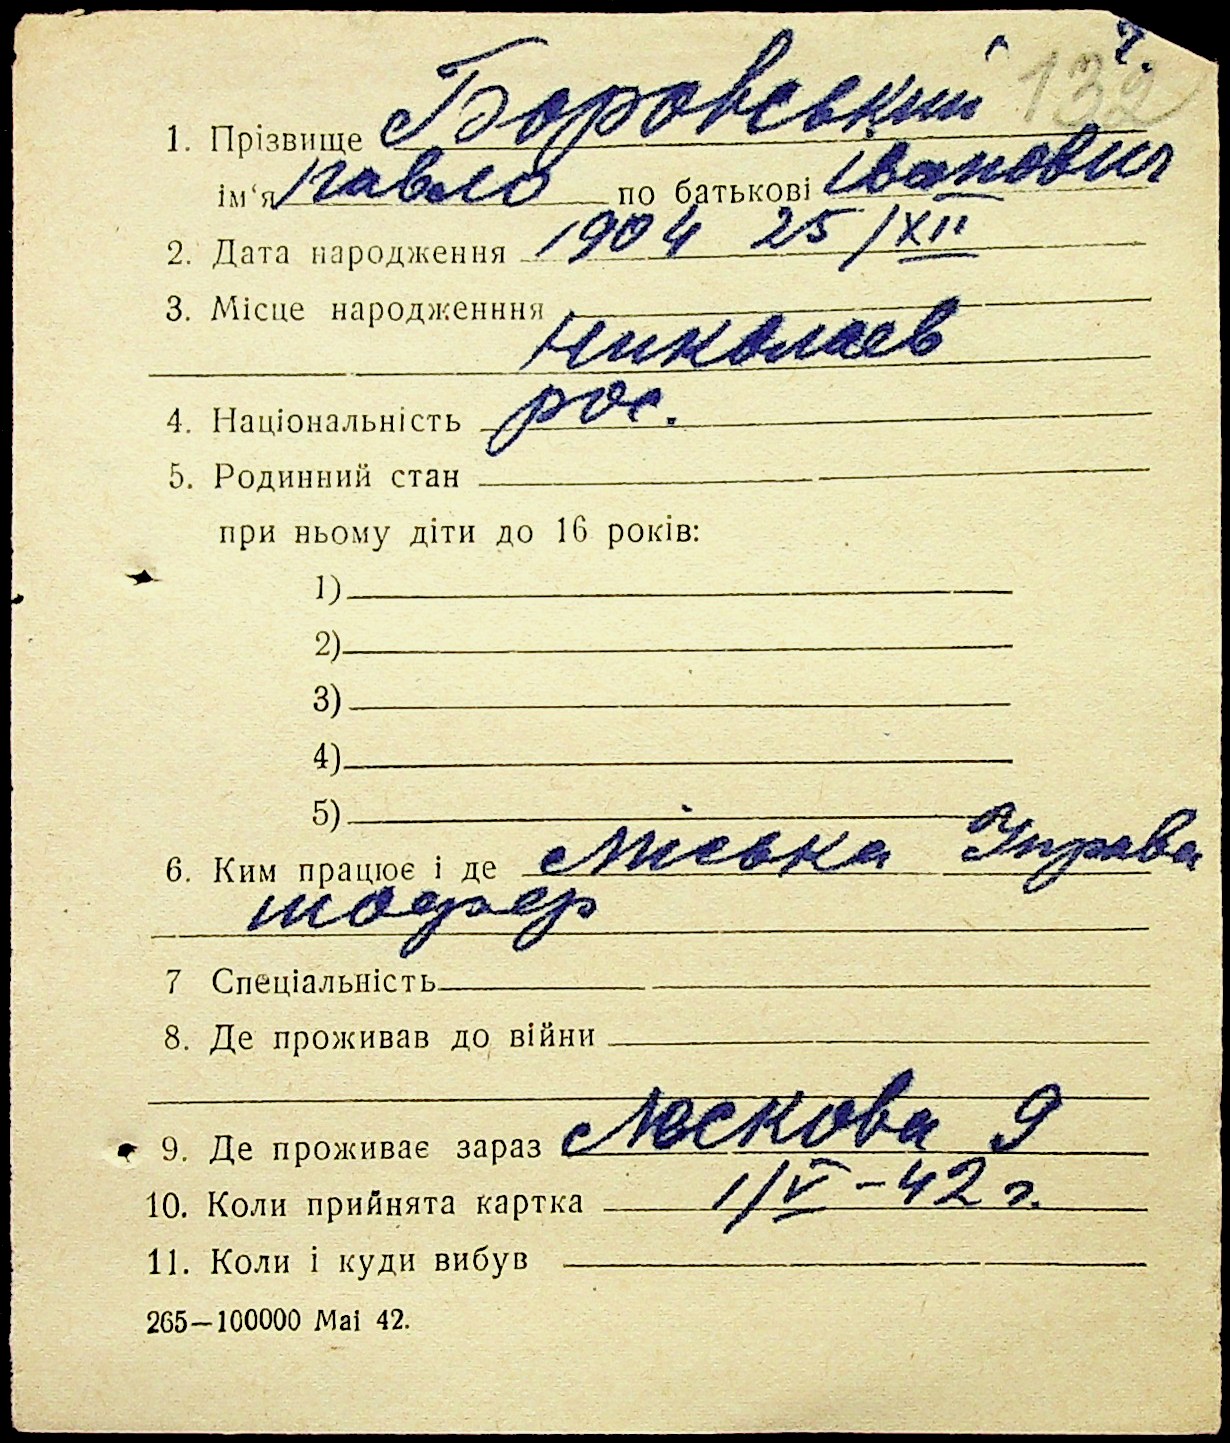 ч.
132
1. Прізвище Боровський
ім‘я Павло по батькові Іванович
2. Дата народження 1904 25/XII
3. Місце народженння
Николаев
4. Національність рос.
5. Родинний стан
при ньому діти до 16 років:
1)
2)
3)
4)
5)
6. Ким працює і де Міська Управа
шофер
7 Спеціальність
8. Де проживав до війни
9. Де проживає зараз Лескова 9
10. Коли прийнята картка 1/V–42 г.
11. Коли і куди вибув
265—100000 Mai 42.